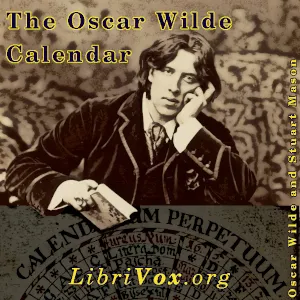 The Oscar Wilde
Calendar
Oscar Wilde and Stuart Mason
CALENDARIUM PERPETUUM
LibriVox.org